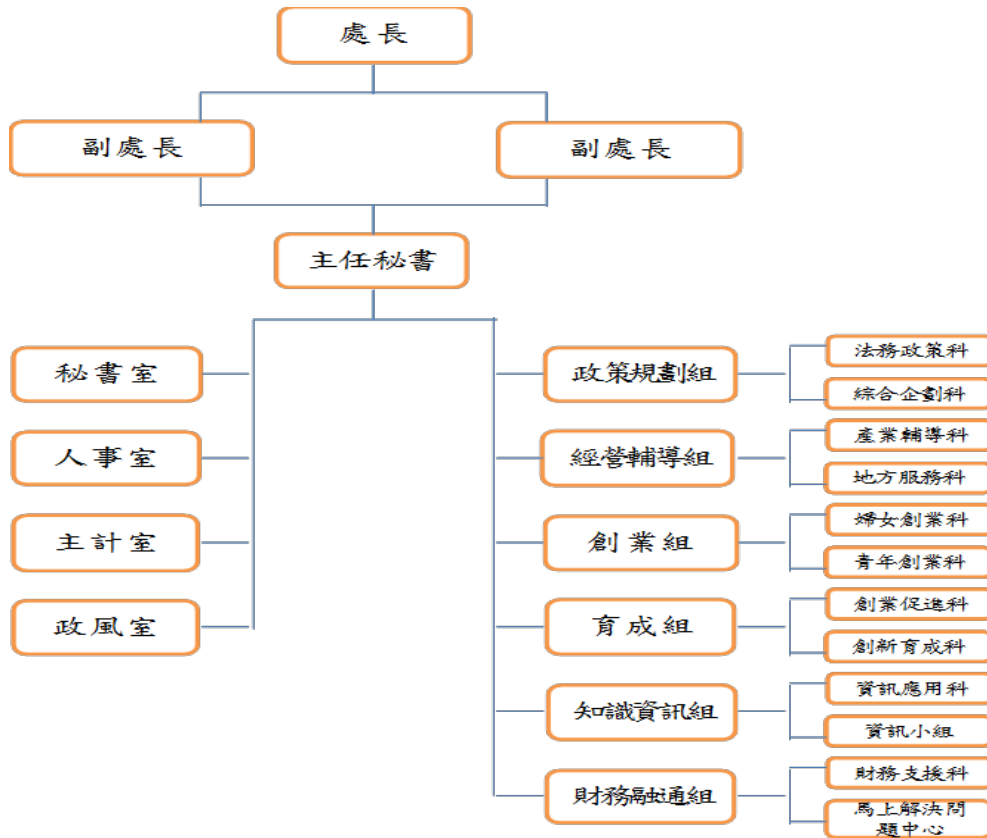 處長
副處長
副處長
主任秘書
秘書室
人事室
主計室
政風室
政策規劃組
法務政策科
綜合企劃科
經營輔導組
產業輔導科
地方服務科
創業組
婦女創業科
青年創業科
育成組
創業促進科
創新育成科
知識資訊組
資訊應用科
資訊小組
財務融通組
財務支援科
馬上解決問
題中心